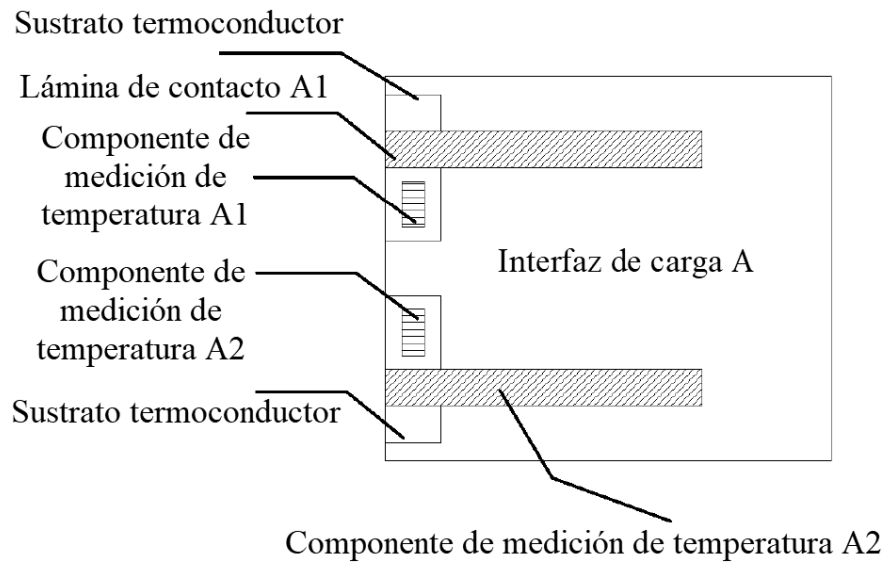 Sustrato termoconductor
Lámina de contacto A1
Componente de
medición de
temperatura A1
Componente de
medición de
temperatura A2
Interfaz de carga A
Sustrato termoconductor
Componente de medición de temperatura A2